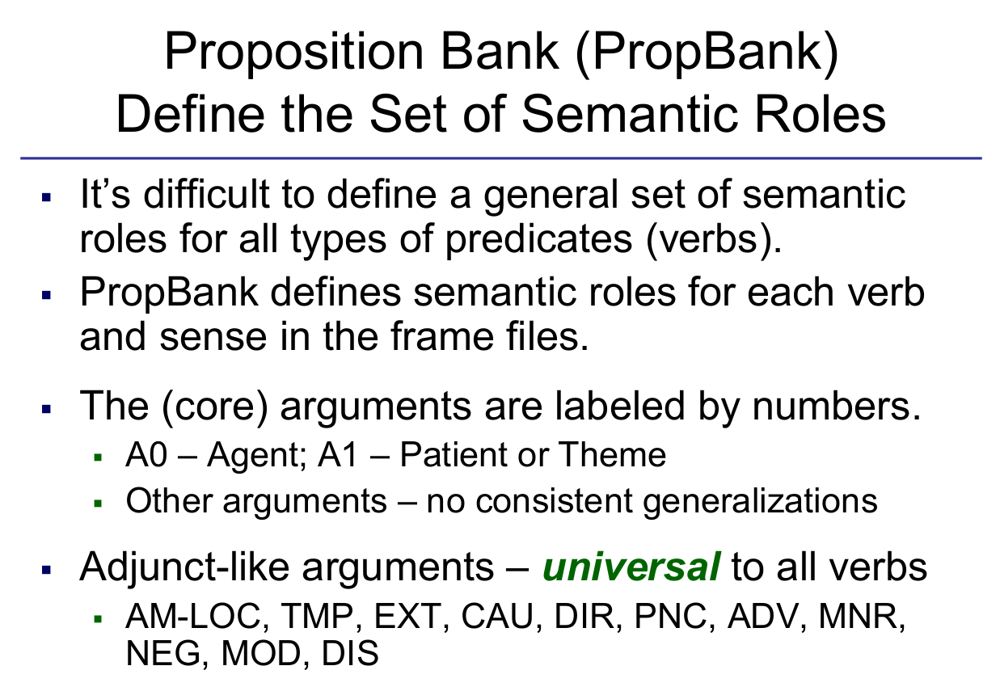 Proposition Bank (PropBank)
Define the Set of Semantic Roles
▪ It’s difficult to define a general set of semantic
roles for all types of predicates (verbs).
▪ PropBank defines semantic roles for each verb
and sense in the frame files.
▪ The (core) arguments are labeled by numbers.
▪ A0 – Agent; A1 – Patient or Theme
▪ Other arguments – no consistent generalizations
▪ Adjunct-like arguments – universal to all verbs
▪ AM-LOC, TMP, EXT, CAU, DIR, PNC, ADV, MNR,
NEG, MOD, DIS